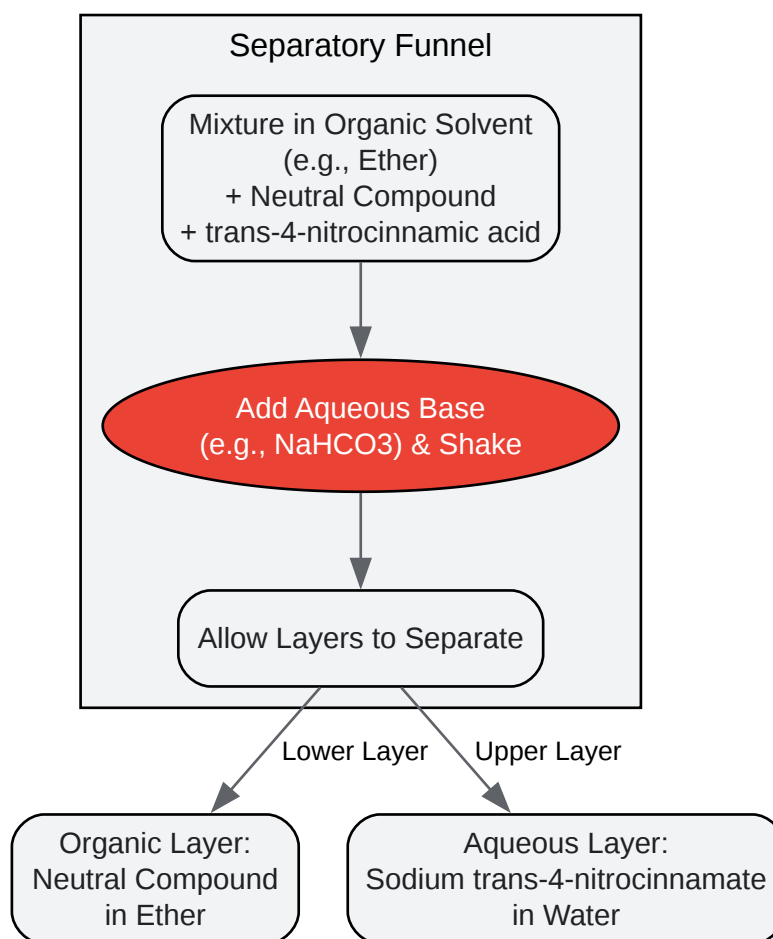 Separatory Funnel
Mixture in Organic Solvent
(e.g., Ether)
+ Neutral Compound
+ trans-4-nitrocinnamic acid
Add Aqueous Base
(e.g., NaHCO3) & Shake
Allow Layers to Separate
Lower Layer
Upper Layer
Organic Layer:
Neutral Compound
in Ether
Aqueous Layer:
Sodium trans-4-nitrocinnamate
in Water